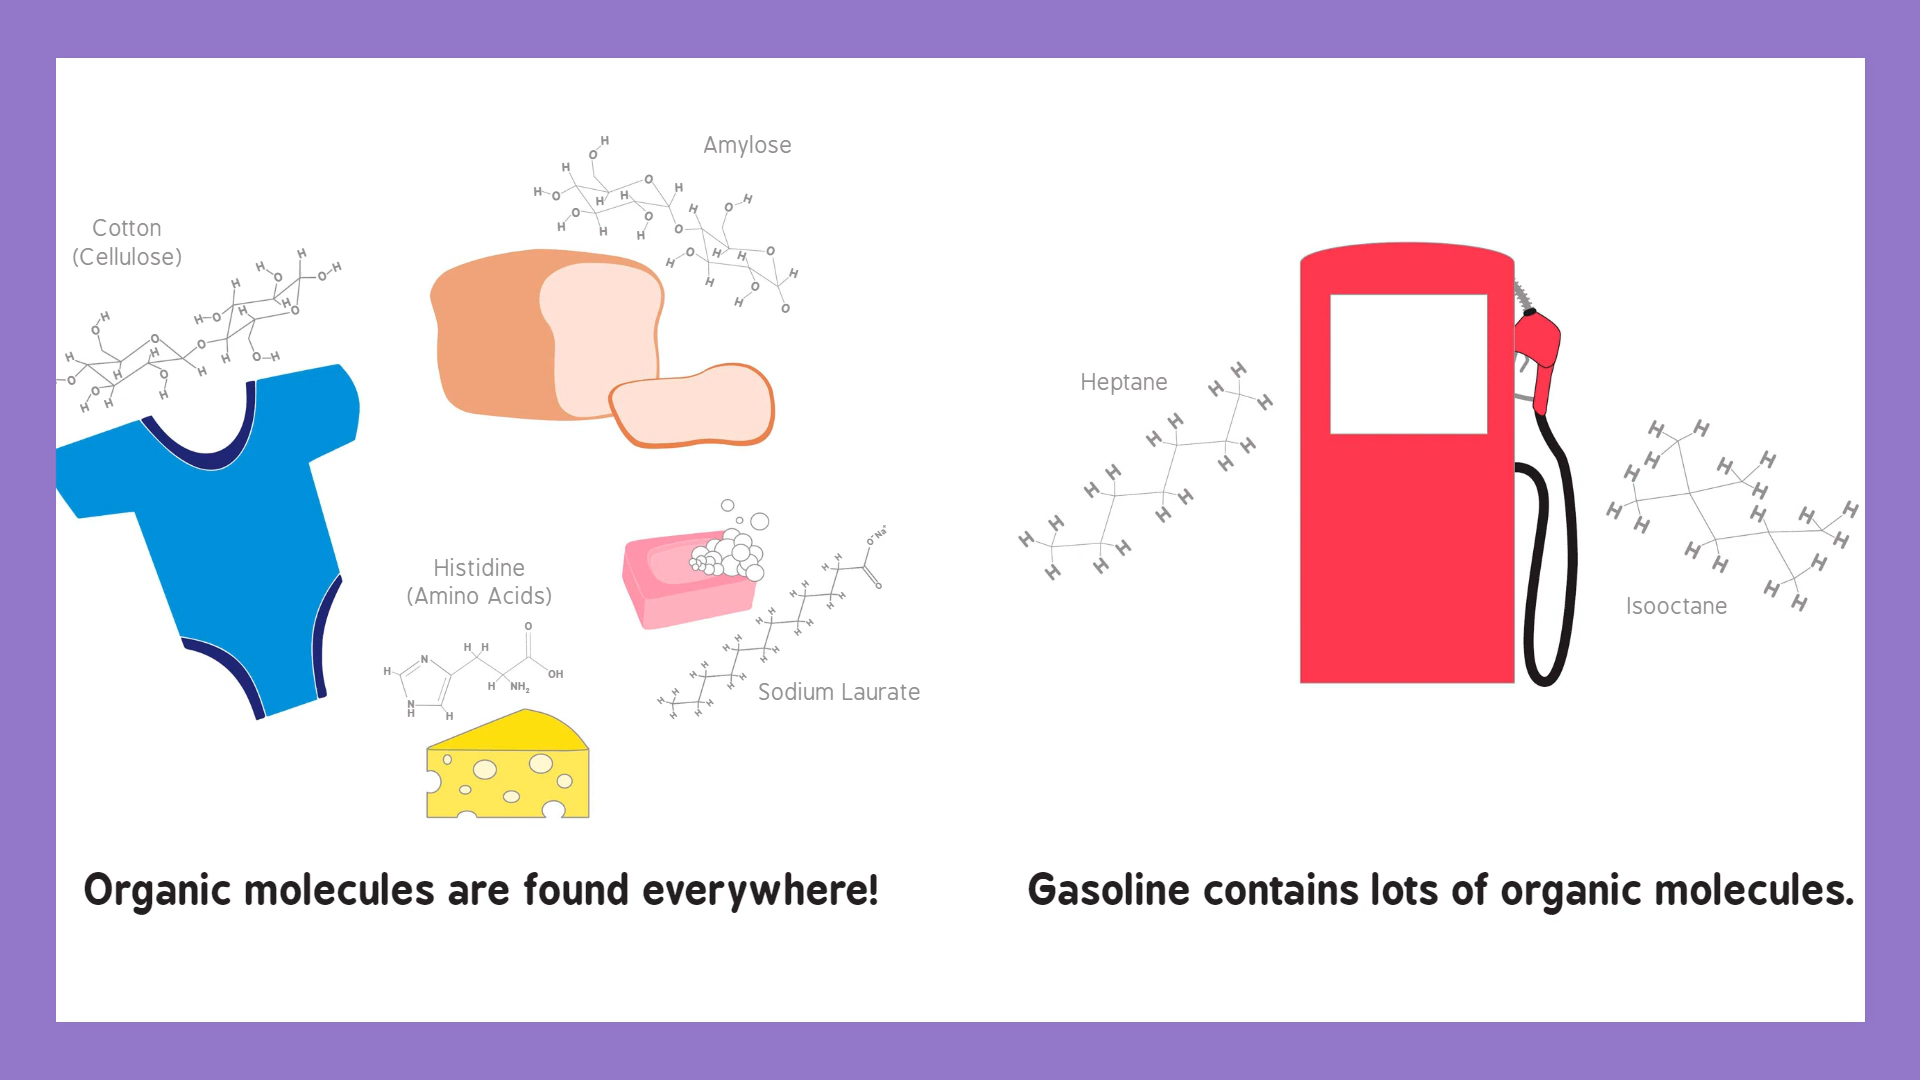 Cotton
(Cellulose)
Amylose
Histidine
(Amino Acids)
Sodium Laurate
Organic molecules are found everywhere!
Heptane
Isooctane
Gasoline contains lots of organic molecules.